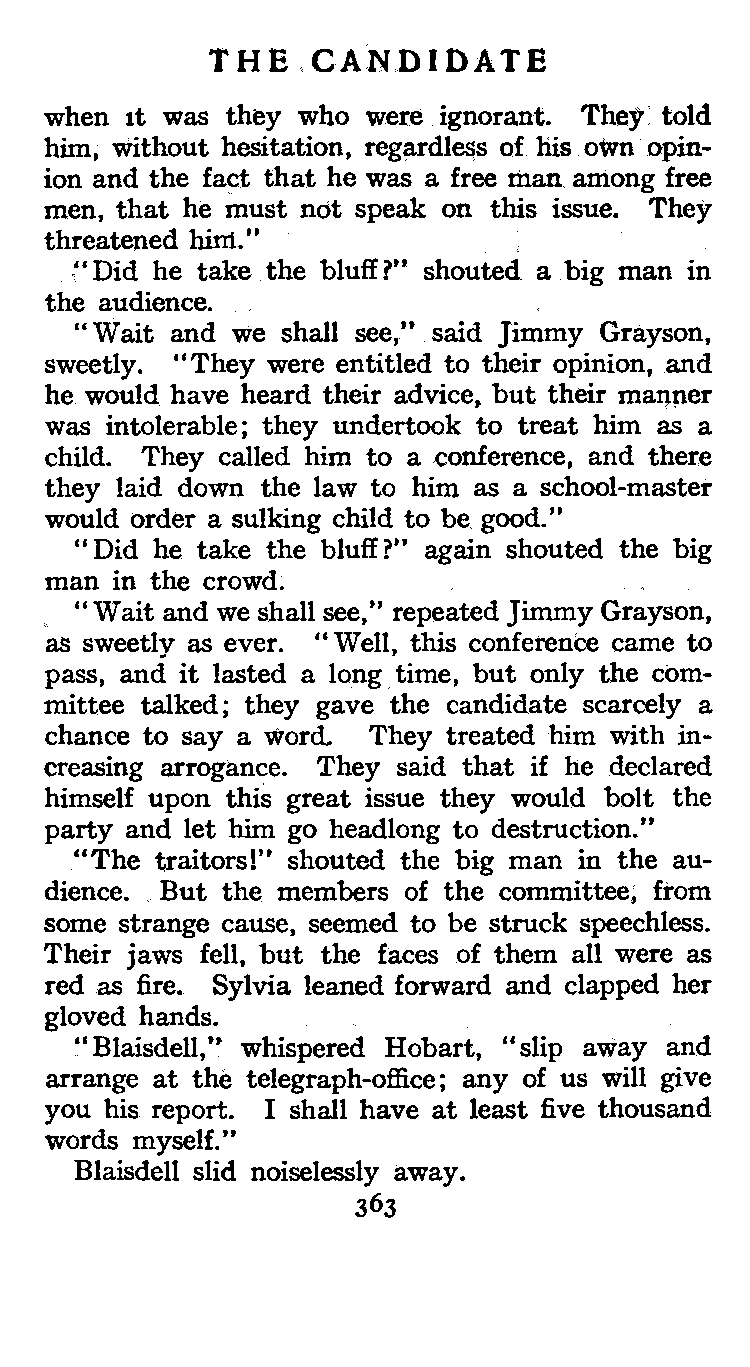 THE CANDIDATE
when it was they who were ignorant. They told
him, without hesitation, regardless of his own opin-
ion and the fact that he was a free man among free
men, that he must not speak on this issue. They
threatened him."
"Did he take the bluff?" shouted a big man in
the audience.
"Wait and we shall see," said Jimmy Grayson,
sweetly. "They were entitled to their opinion, and
he would have heard their advice, but their manner
was intolerable; they undertook to treat him as a
child. They called him to a conference, and there
they laid down the law to him as a school-master
would order a sulking child to be good."
"Did he take the bluff?" again shouted the big
man in the crowd.
"Wait and we shall see," repeated Jimmy Grayson,
as sweetly as ever. "Well, this conference came to
pass, and it lasted a long time, but only the com-
mittee talked; they gave the candidate scarcely a
chance to say a word. They treated him with in-
creasing arrogance. They said that if he declared
himself upon this great issue they would bolt the
party and let him go headlong to destruction."
"The traitors!" shouted the big man in the au-
dience. But the members of the committee, from
some strange cause, seemed to be struck speechless.
Their jaws fell, but the faces of them all were as
red as fire. Sylvia leaned forward and clapped her
gloved hands.
"Blaisdell," whispered Hobart, "slip away and
arrange at the telegraph-office; any of us will give
you his report. I shall have at least five thousand
words myself."
Blaisdell slid noiselessly away.
363